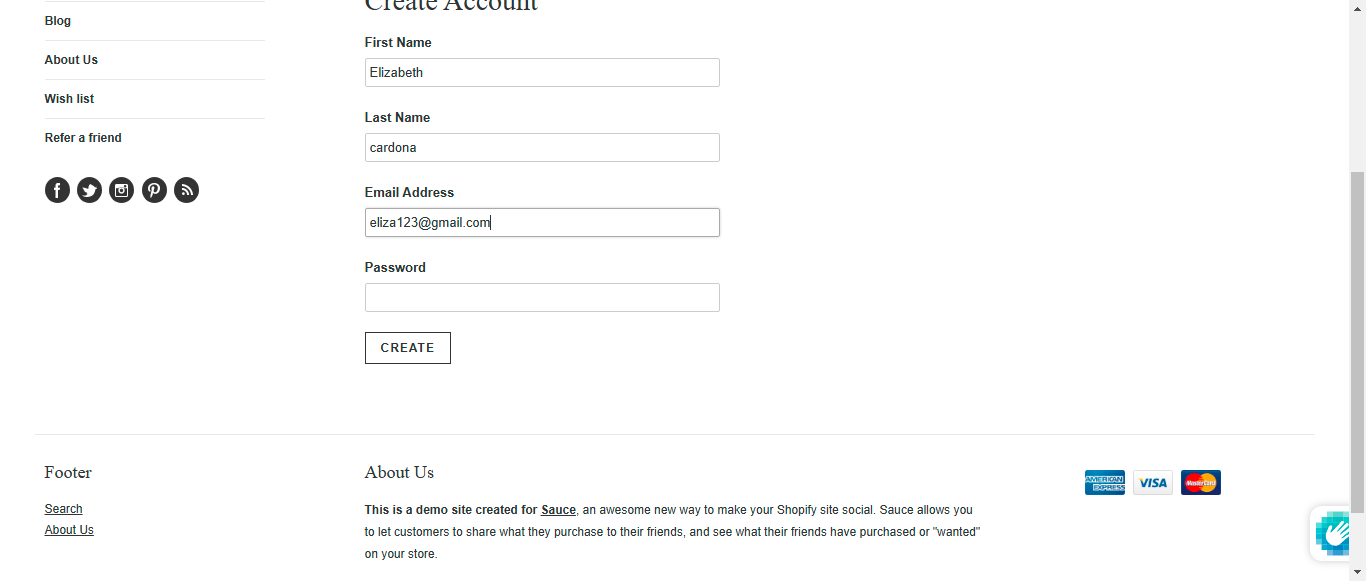 Create Account
Blog
About Us
Wish list
Refer a friend
First Name
Elizabeth
Last Name
cardona
Email Address
eliza123@gmail.com
Password
CREATE
Footer
Search
About Us
About Us
This is a demo site created for Sauce, an awesome new way to make your Shopify site social. Sauce allows you
to let customers to share what they purchase to their friends, and see what their friends have purchased or "wanted"
on your store.
AMERICAN
EXPRESS
VISA
MasterCard